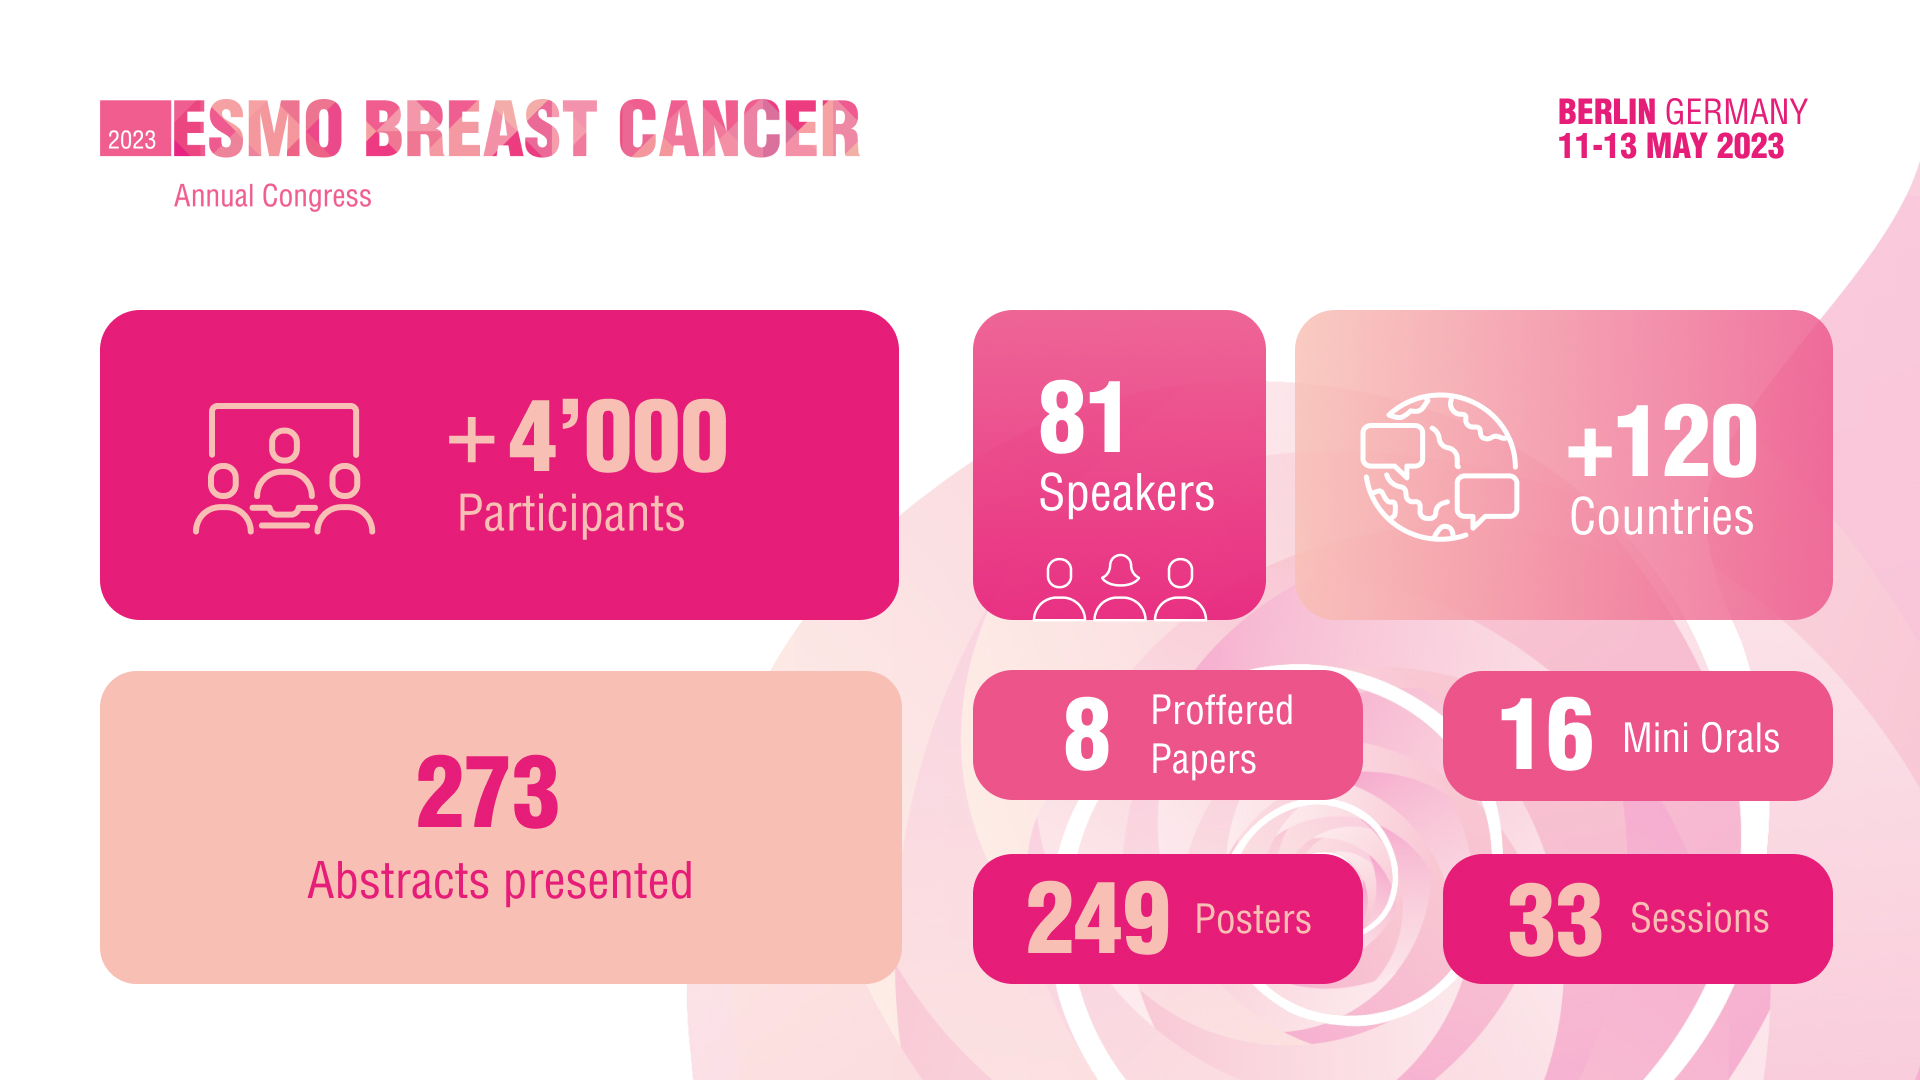 2023 ESMO BREAST CANCER
Annual Congress
BERLIN GERMANY
11-13 MAY 2023
+4’000
Participants
81
Speakers
+120
Countries
273
Abstracts presented
8
Proffered
Papers
16 Mini Orals
249 Posters
33 Sessions